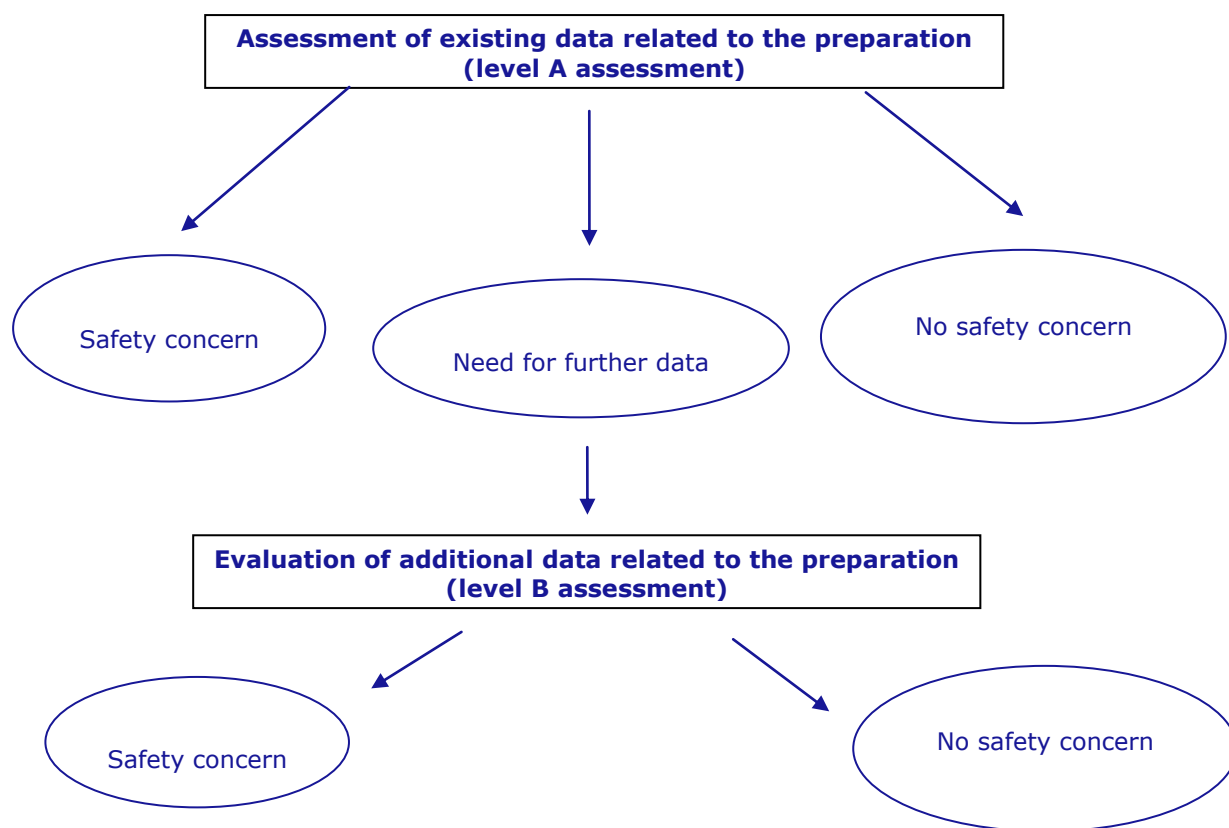 Assessment of existing data related to the preparation
(level A assessment)
Safety concern
Need for further data
No safety concern
Evaluation of additional data related to the preparation
(level B assessment)
Safety concern
No safety concern